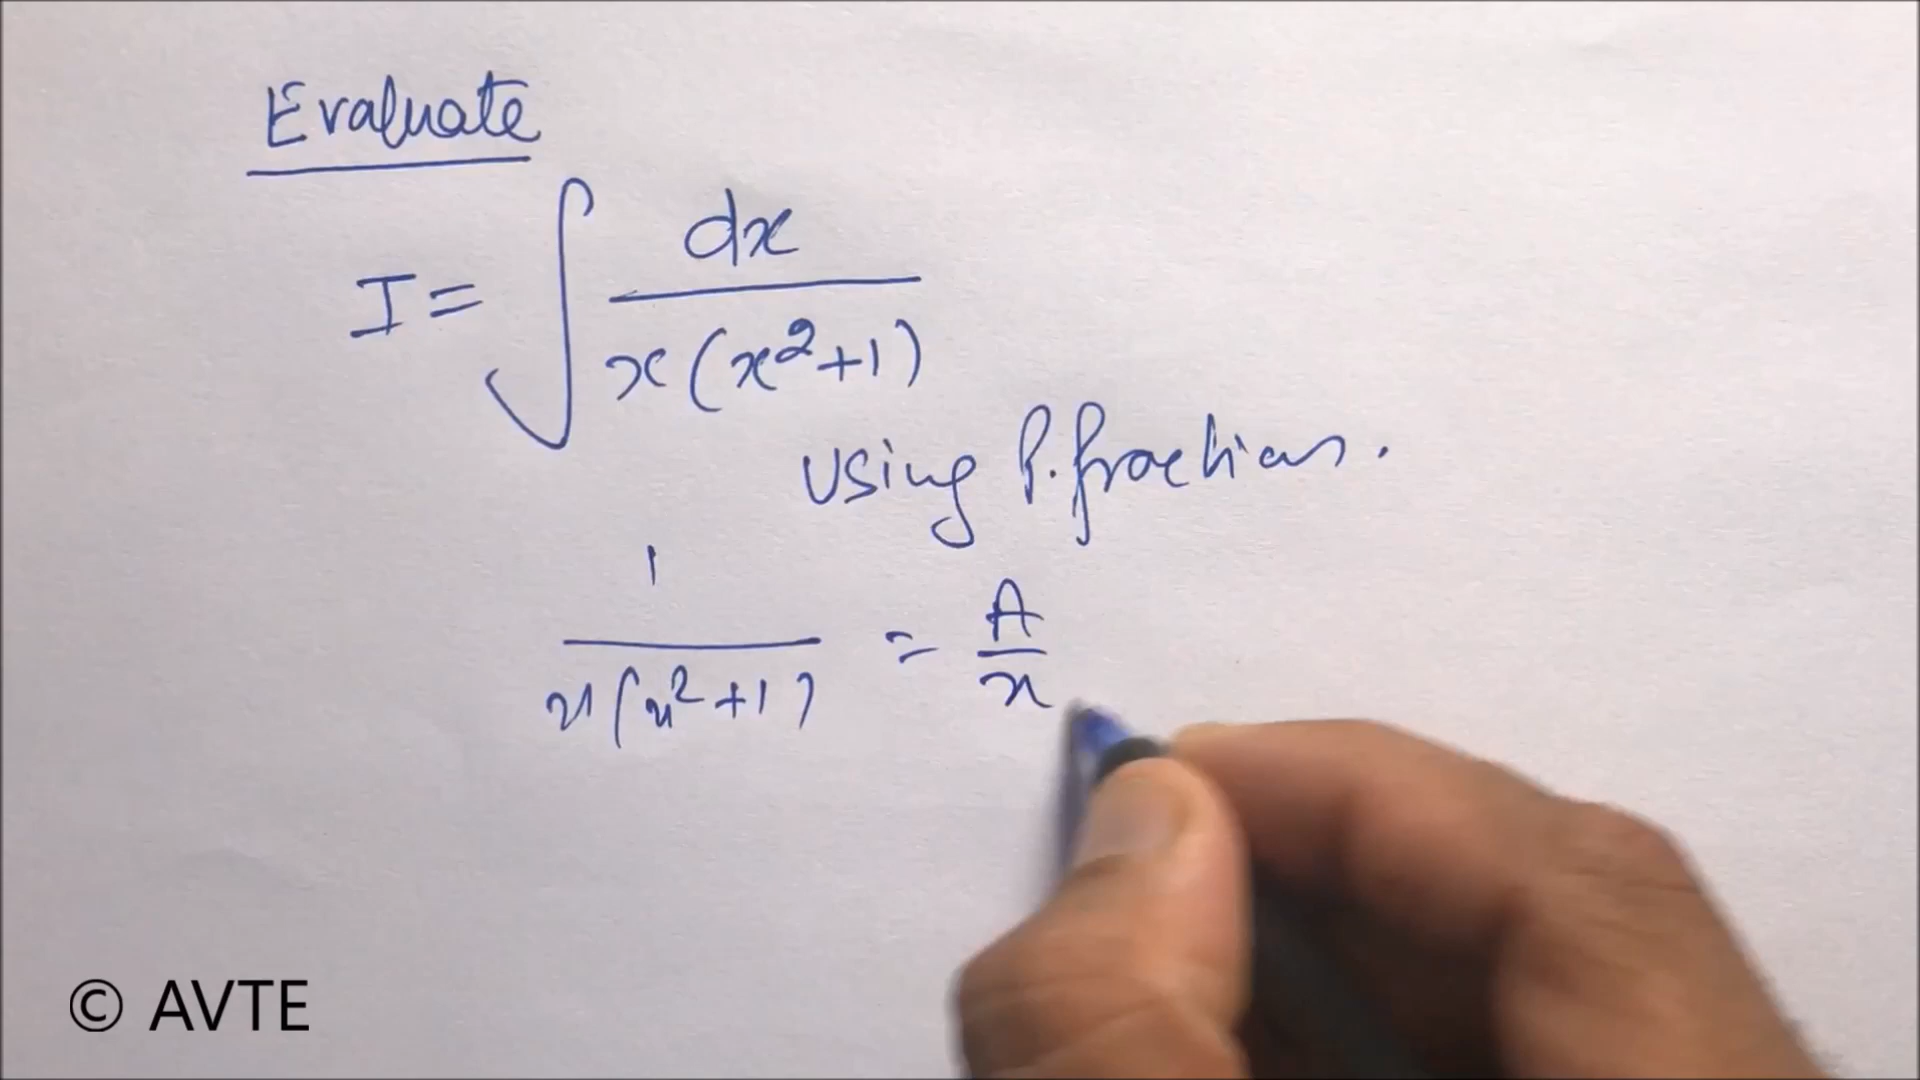 Evaluate
I = ∫ dx / x(x²+1)
using P. fractions.
1 / x(x²+1) = A / x
© AVTE